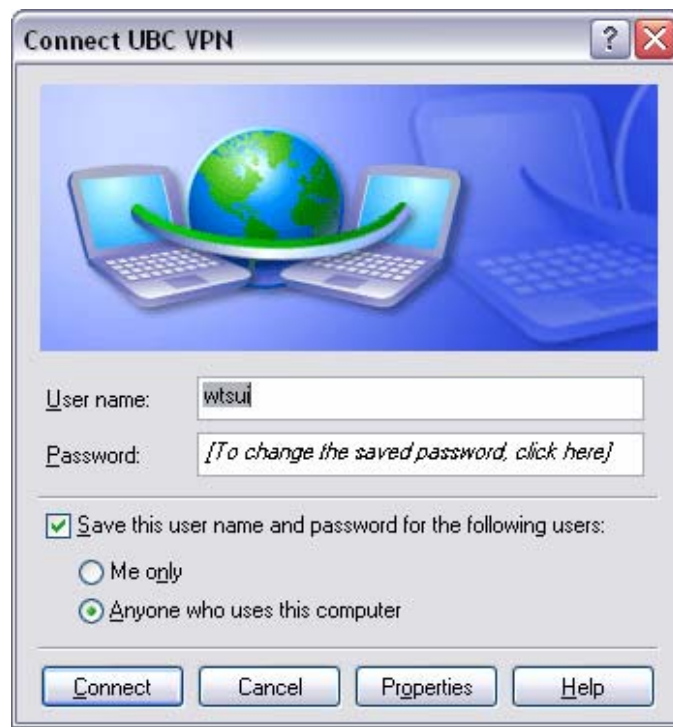 Connect UBC VPN
User name: wtsui
Password: [To change the saved password, click here]
Save this user name and password for the following users:
Me only
Anyone who uses this computer
Connect Cancel Properties Help